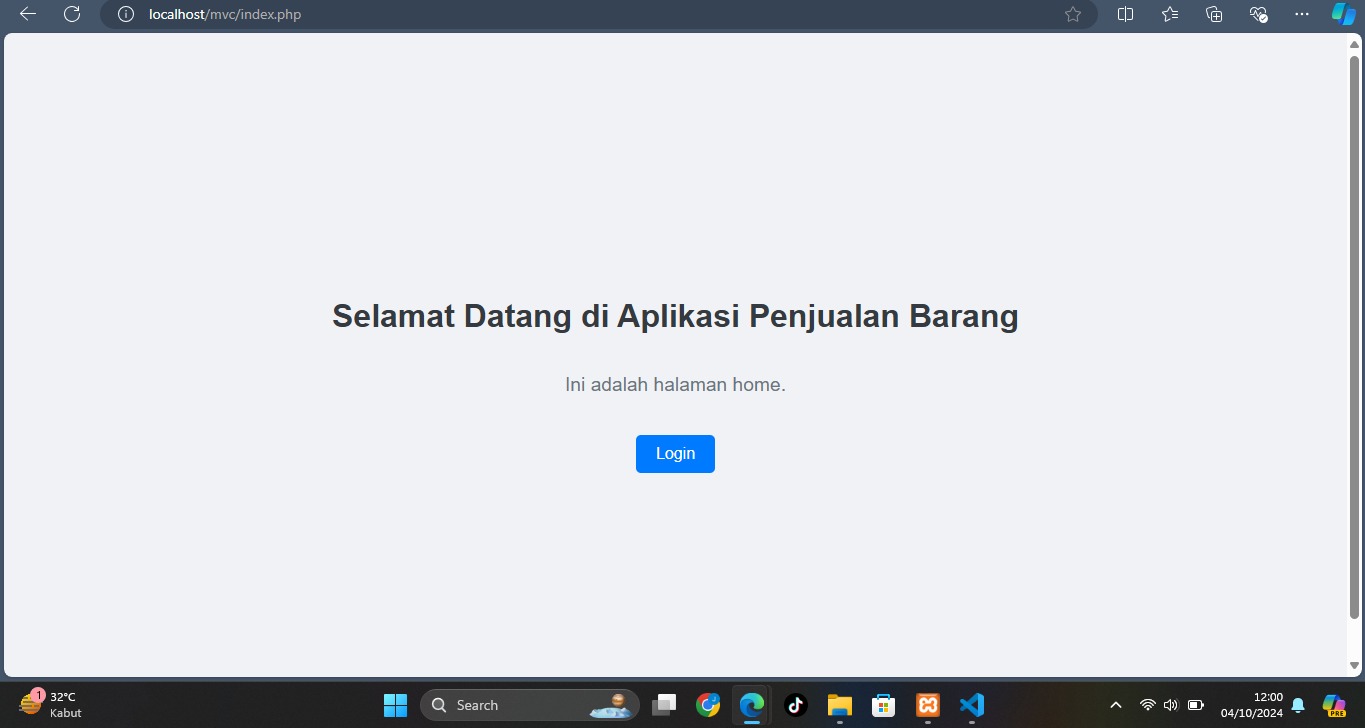 localhost/mvc/index.php
Selamat Datang di Aplikasi Penjualan Barang
Ini adalah halaman home.
Login
1
32°C
Kabut
Search
12:00
04/10/2024
PRE